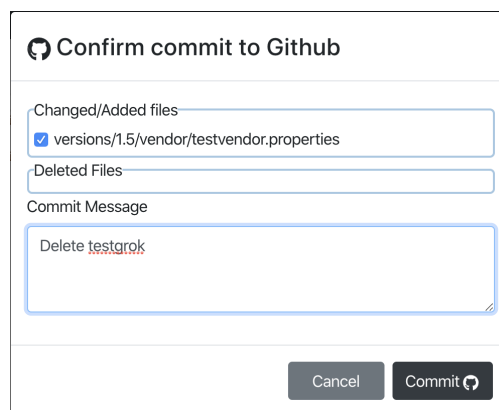 Confirm commit to Github
Changed/Added files
versions/1.5/vendor/testvendor.properties
Deleted Files
Commit Message
Delete testgrok
Cancel
Commit